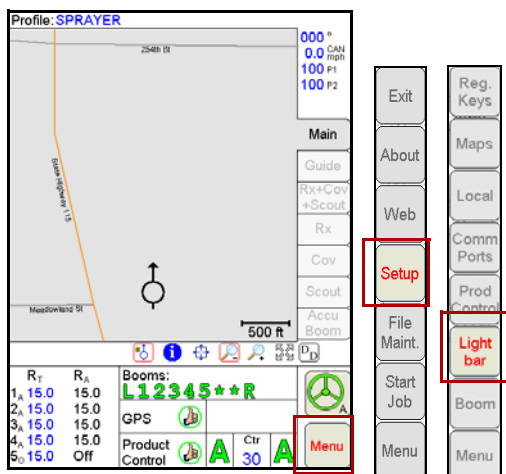 Profile: SPRAYER
000 °
0.0 CAN mph
100 P1
100 P2
254th St
State Highway 115
Meadowland St
500 ft
Main
Guide
Rx+Cov
+Scout
Rx
Cov
Scout
Accu
Boom
i
D D
RT RA
1A 15.0 15.0
2A 15.0 15.0
3A 15.0 15.0
4A 15.0 15.0
5O 15.0 Off
Booms:
L12345**R
GPS
Product
Control
A
Ctr
30
A
A
Menu
Exit
About
Web
Setup
File
Maint.
Start
Job
Menu
Reg.
Keys
Maps
Local
Comm
Ports
Prod
Control
Light
bar
Boom
Menu